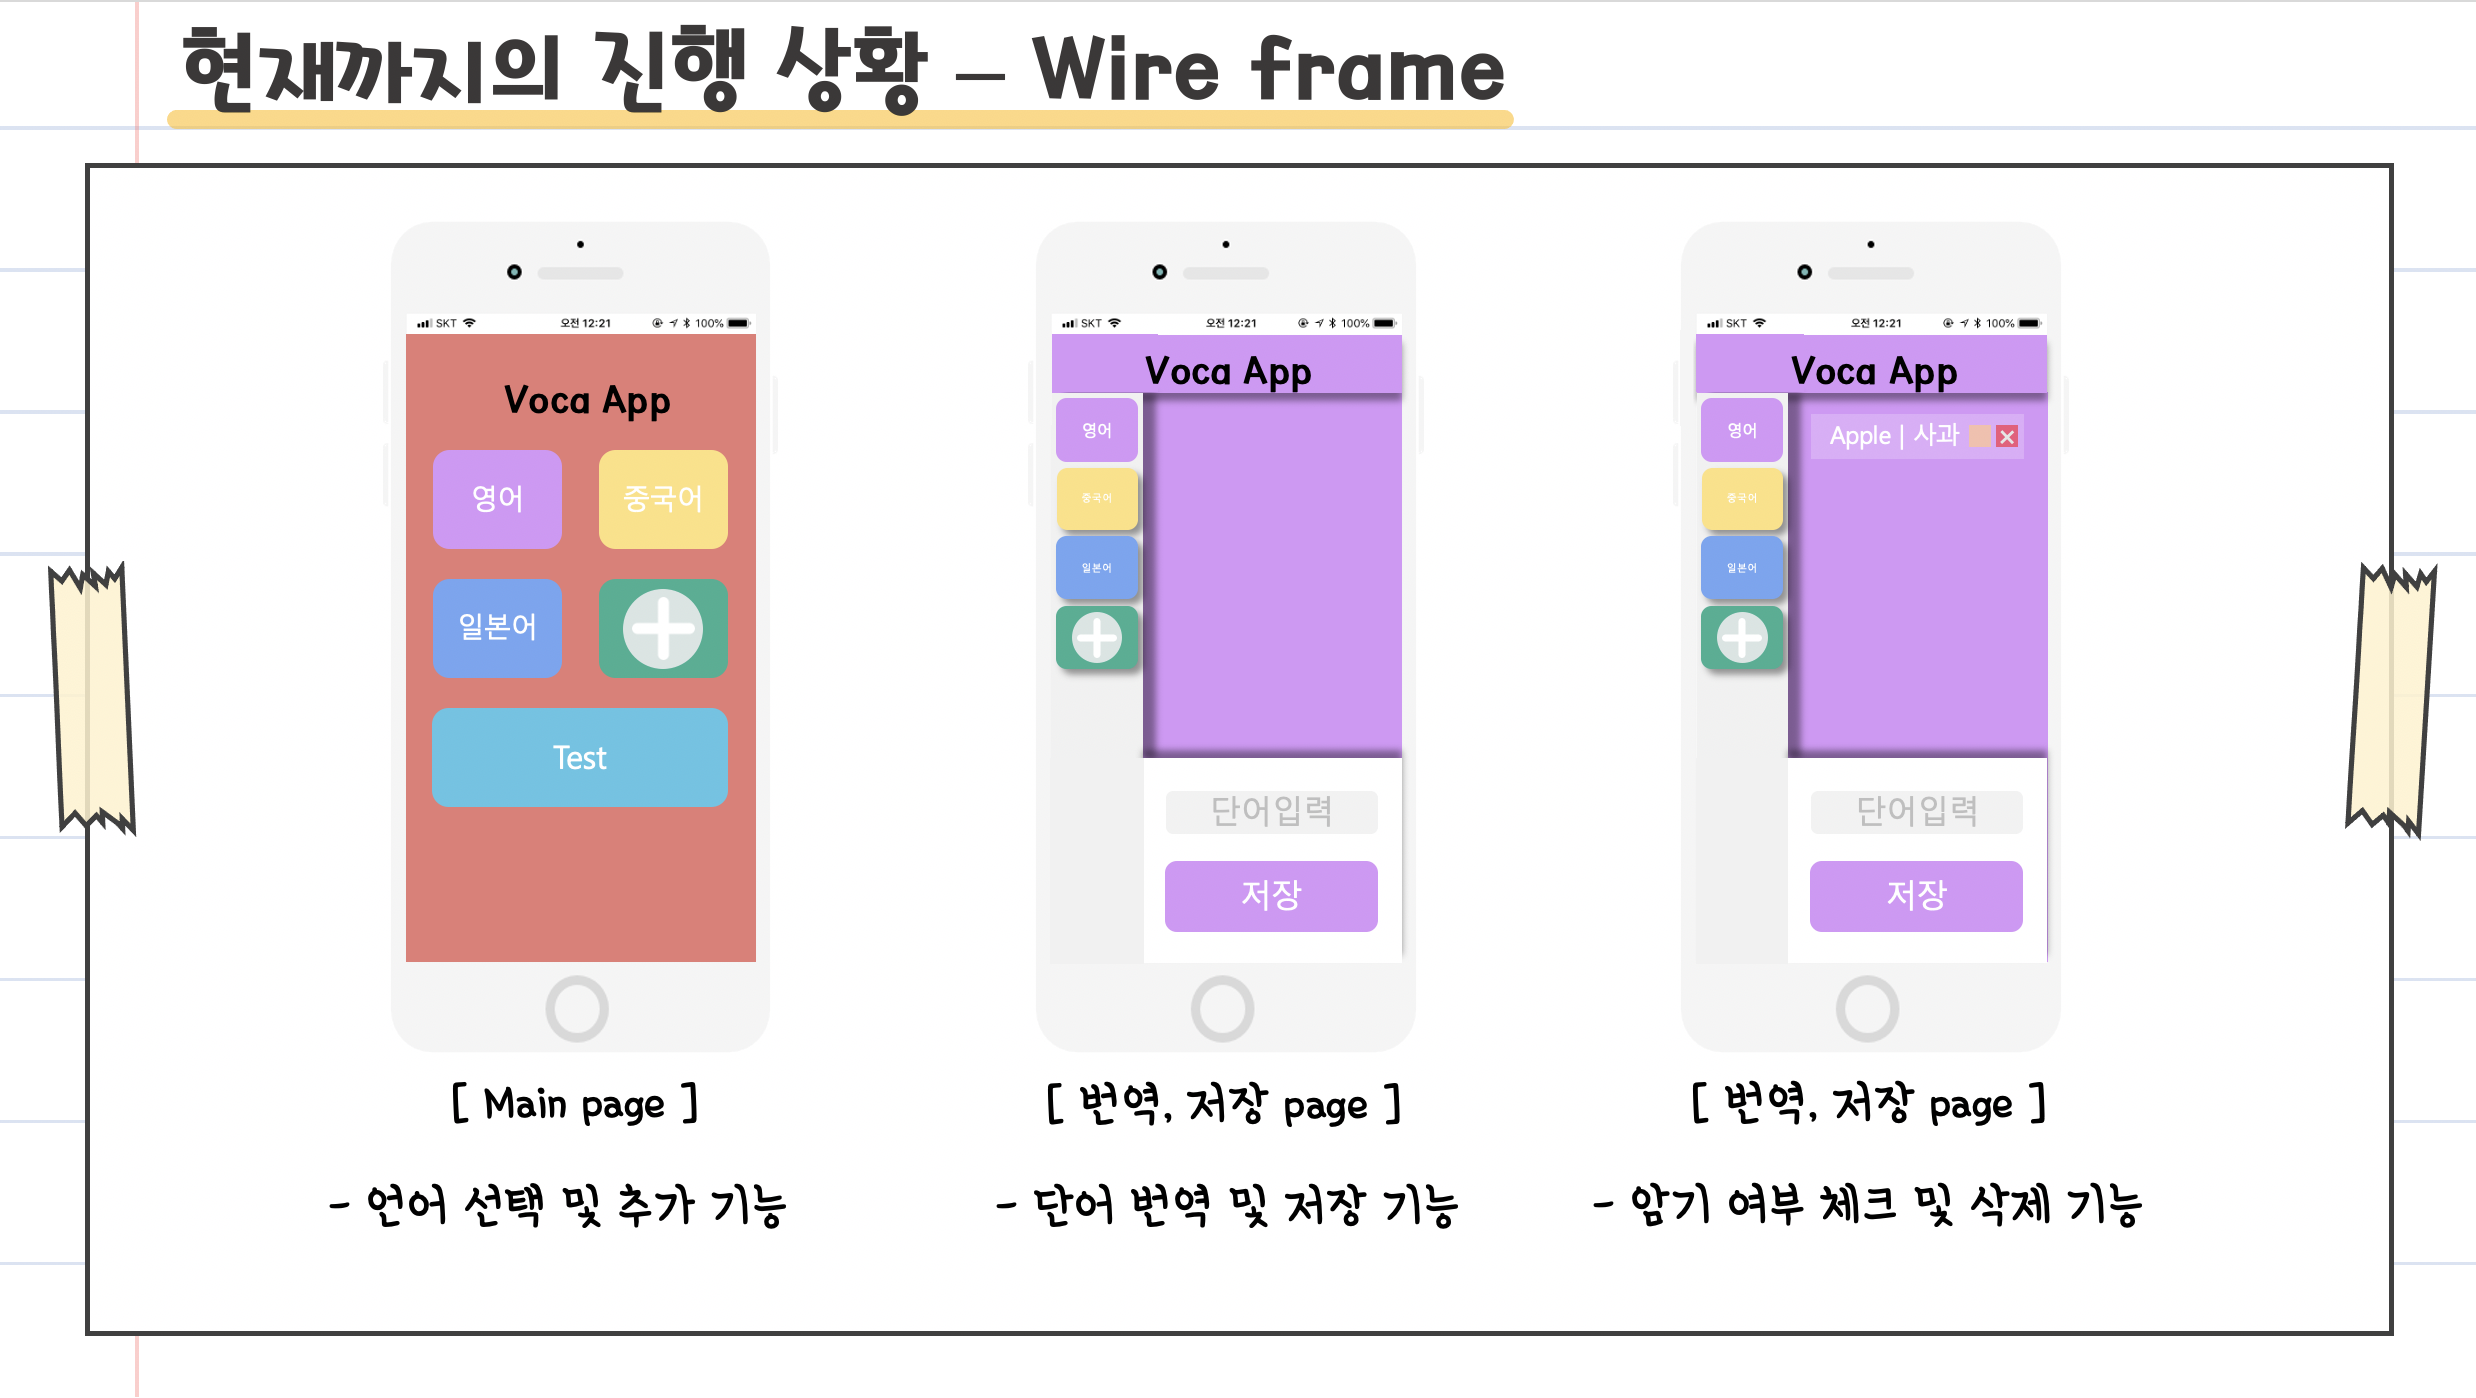 현재까지의 진행 상황 – Wire frame
SKT 오전 12:21 100%
Voca App
영어 중국어
일본어
Test
[ Main page ]
- 언어 선택 및 추가 기능
SKT 오전 12:21 100%
Voca App
영어
중국어
일본어
단어입력
저장
[ 번역, 저장 page ]
- 단어 번역 및 저장 기능
SKT 오전 12:21 100%
Voca App
영어
Apple | 사과
중국어
일본어
단어입력
저장
[ 번역, 저장 page ]
- 암기 여부 체크 및 삭제 기능